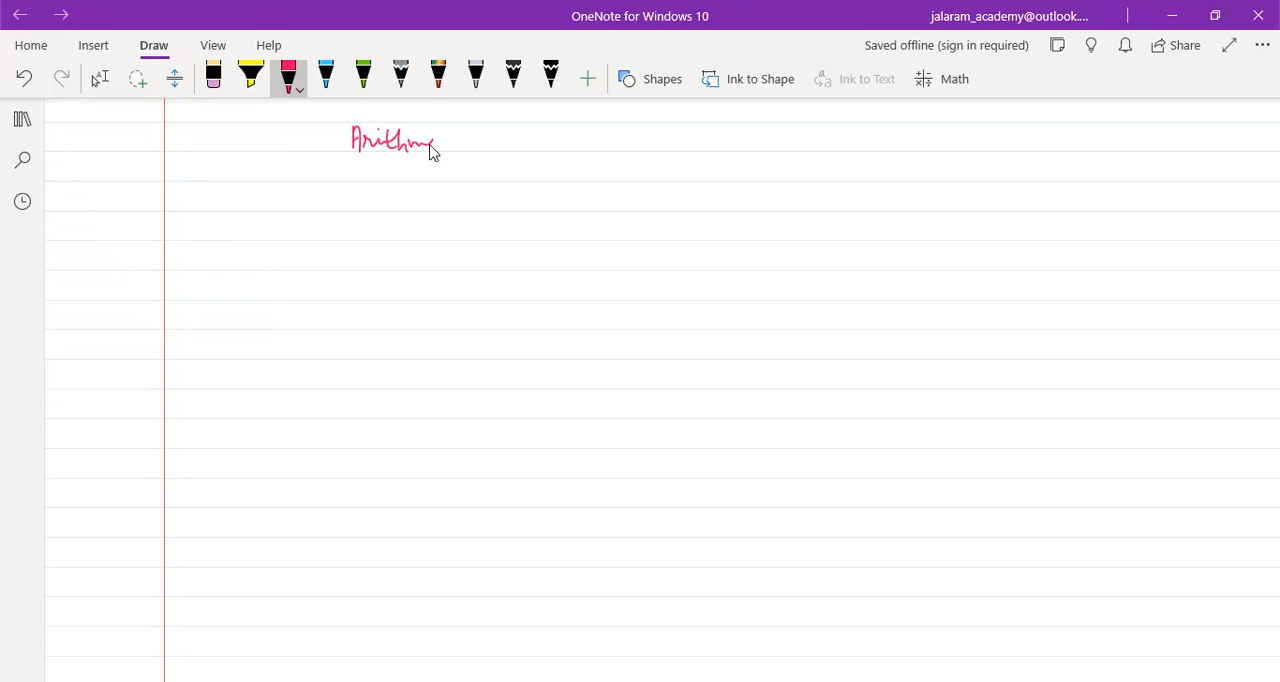 OneNote for Windows 10
jalaram_academy@outlook....
Home Insert Draw View Help
Saved offline (sign in required) Share
Shapes Ink to Shape Ink to Text Math
Arithm